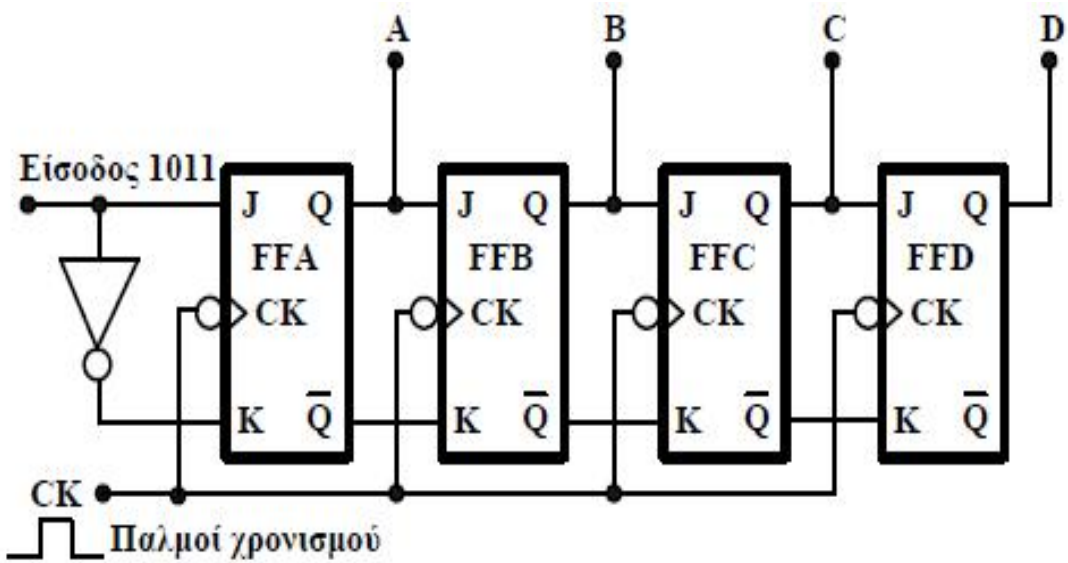 A B C D
Είσοδος 1011
J Q J Q J Q J Q
FFA FFB FFC FFD
CK CK CK CK
K Q̅ K Q̅ K Q̅ K Q̅
CK
Παλμοί χρονισμού